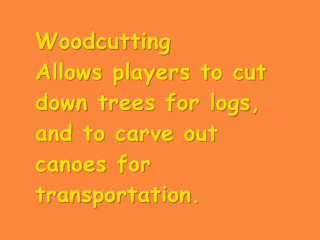 Woodcutting
Allows players to cut
down trees for logs,
and to carve out
canoes for
transportation.